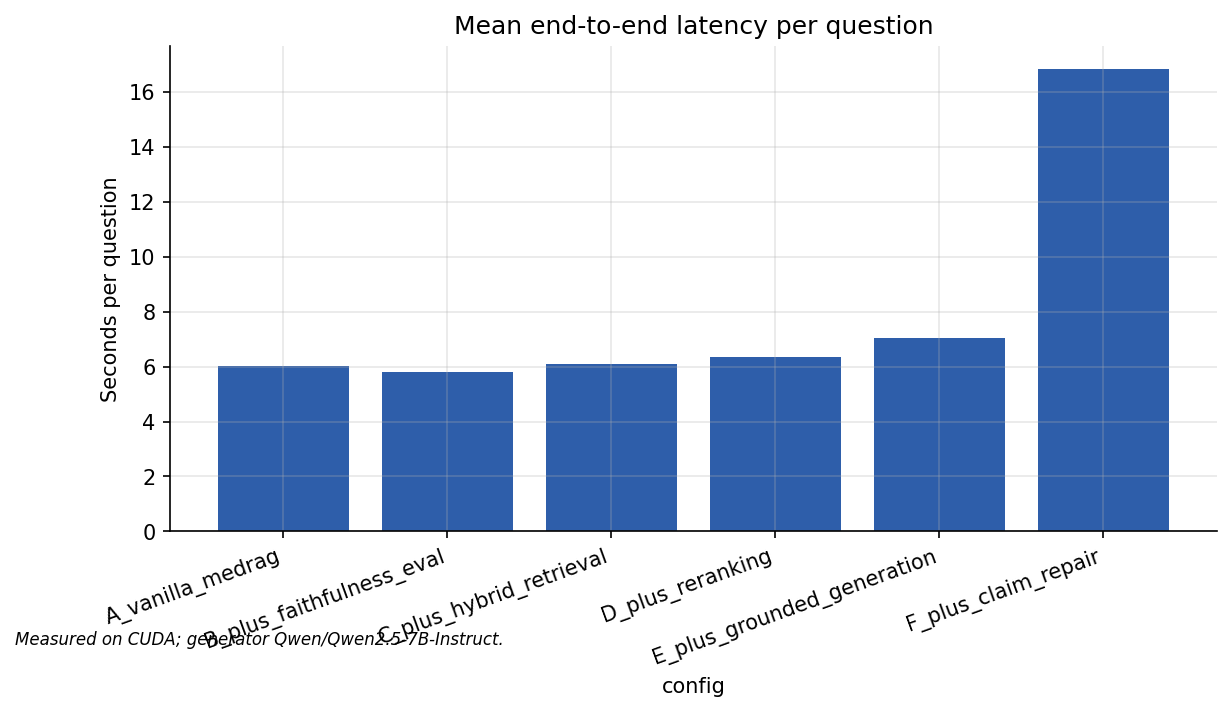 Mean end-to-end latency per question
Seconds per question
16
14
12
10
8
6
4
2
0
A_vanilla_medrag
B_plus_faithfulness_eval
C_plus_hybrid_retrieval
D_plus_reranking
E_plus_grounded_generation
F_plus_claim_repair
Measured on CUDA; generator Qwen/Qwen2.5-7B-Instruct.
config